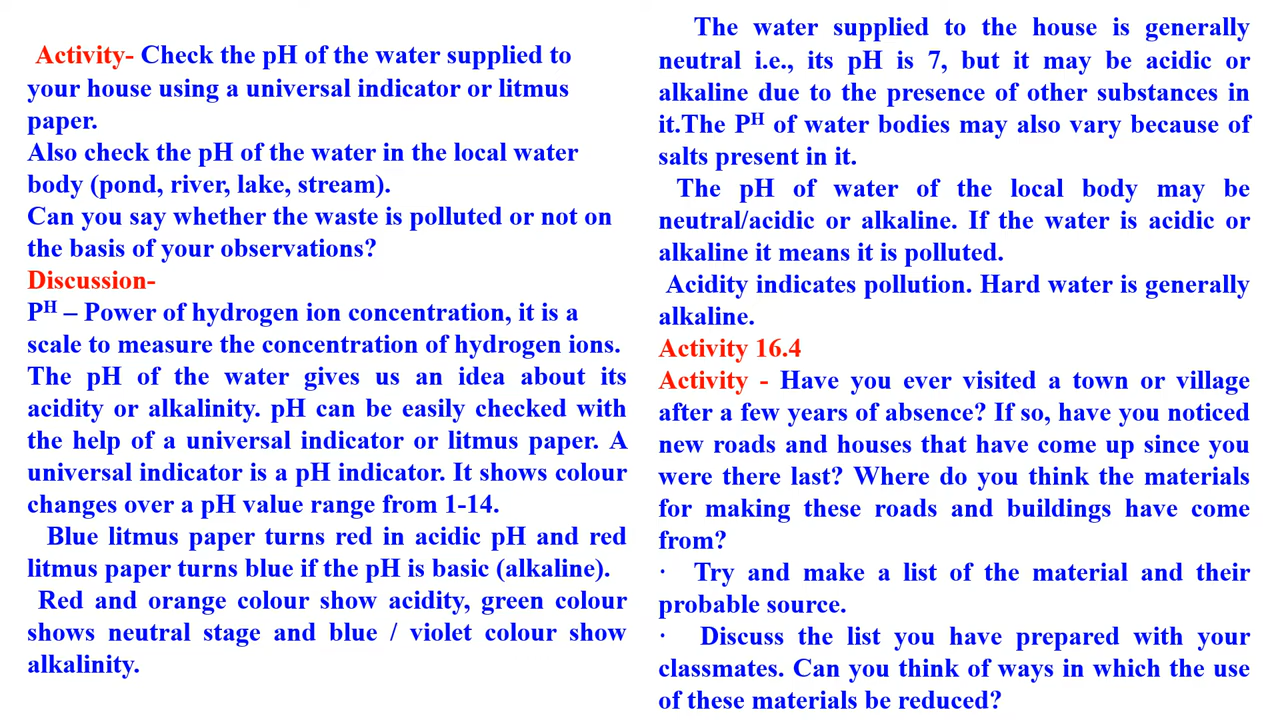 Activity- Check the pH of the water supplied to
your house using a universal indicator or litmus
paper.
Also check the pH of the water in the local water
body (pond, river, lake, stream).
Can you say whether the waste is polluted or not on
the basis of your observations?
Discussion-
Pᴴ – Power of hydrogen ion concentration, it is a
scale to measure the concentration of hydrogen ions.
The pH of the water gives us an idea about its
acidity or alkalinity. pH can be easily checked with
the help of a universal indicator or litmus paper. A
universal indicator is a pH indicator. It shows colour
changes over a pH value range from 1-14.
Blue litmus paper turns red in acidic pH and red
litmus paper turns blue if the pH is basic (alkaline).
Red and orange colour show acidity, green colour
shows neutral stage and blue / violet colour show
alkalinity.
The water supplied to the house is generally
neutral i.e., its pH is 7, but it may be acidic or
alkaline due to the presence of other substances in
it.The Pᴴ of water bodies may also vary because of
salts present in it.
The pH of water of the local body may be
neutral/acidic or alkaline. If the water is acidic or
alkaline it means it is polluted.
Acidity indicates pollution. Hard water is generally
alkaline.
Activity 16.4
Activity - Have you ever visited a town or village
after a few years of absence? If so, have you noticed
new roads and houses that have come up since you
were there last? Where do you think the materials
for making these roads and buildings have come
from?
· Try and make a list of the material and their
probable source.
· Discuss the list you have prepared with your
classmates. Can you think of ways in which the use
of these materials be reduced?